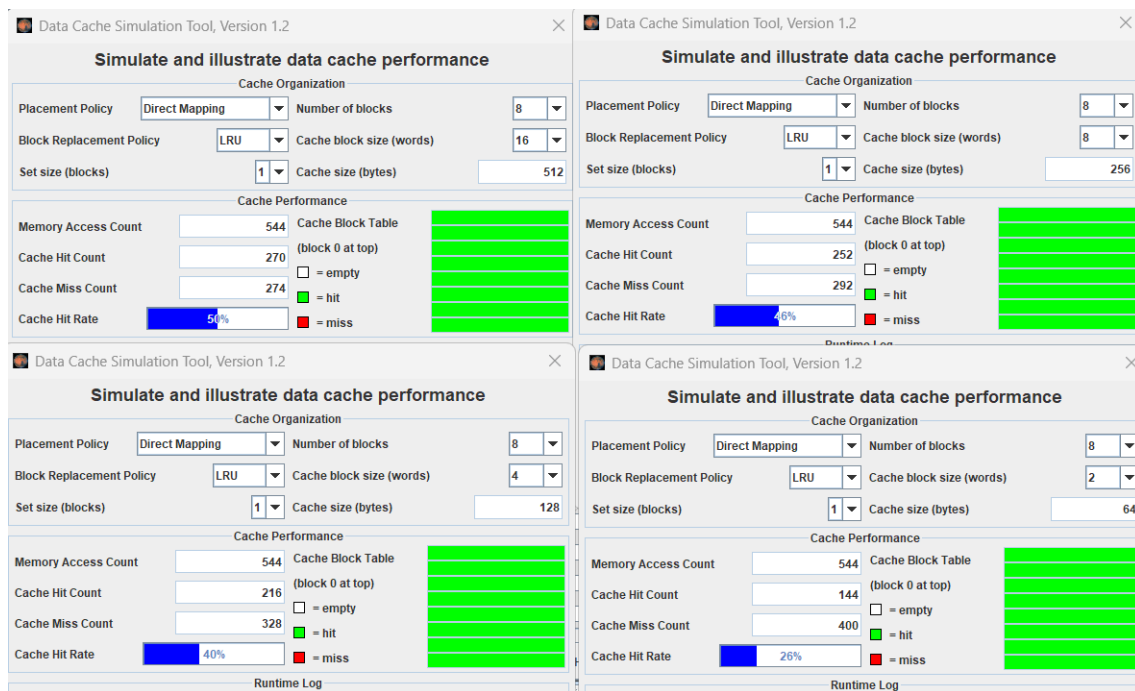 Data Cache Simulation Tool, Version 1.2
Simulate and illustrate data cache performance
Cache Organization
Placement Policy Direct Mapping Number of blocks 8
Block Replacement Policy LRU Cache block size (words) 16
Set size (blocks) 1 Cache size (bytes) 512
Cache Performance
Memory Access Count 544 Cache Block Table
(block 0 at top)
Cache Hit Count 270
= empty
Cache Miss Count 274
= hit
Cache Hit Rate 50%
= miss
Data Cache Simulation Tool, Version 1.2
Simulate and illustrate data cache performance
Cache Organization
Placement Policy Direct Mapping Number of blocks 8
Block Replacement Policy LRU Cache block size (words) 8
Set size (blocks) 1 Cache size (bytes) 256
Cache Performance
Memory Access Count 544 Cache Block Table
(block 0 at top)
Cache Hit Count 252
= empty
Cache Miss Count 292
= hit
Cache Hit Rate 46%
= miss
Runtime Log
Data Cache Simulation Tool, Version 1.2
Simulate and illustrate data cache performance
Cache Organization
Placement Policy Direct Mapping Number of blocks 8
Block Replacement Policy LRU Cache block size (words) 4
Set size (blocks) 1 Cache size (bytes) 128
Cache Performance
Memory Access Count 544 Cache Block Table
(block 0 at top)
Cache Hit Count 216
= empty
Cache Miss Count 328
= hit
Cache Hit Rate 40%
= miss
Runtime Log
Data Cache Simulation Tool, Version 1.2
Simulate and illustrate data cache performance
Cache Organization
Placement Policy Direct Mapping Number of blocks 8
Block Replacement Policy LRU Cache block size (words) 2
Set size (blocks) 1 Cache size (bytes) 64
Cache Performance
Memory Access Count 544 Cache Block Table
(block 0 at top)
Cache Hit Count 144
= empty
Cache Miss Count 400
= hit
Cache Hit Rate 26%
= miss
Runtime Log